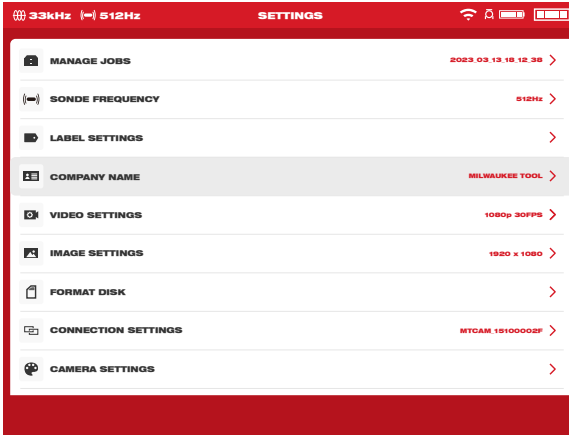 33kHz 512Hz SETTINGS
MANAGE JOBS 2023_03_13_18_12_38
SONDE FREQUENCY 512Hz
LABEL SETTINGS
COMPANY NAME MILWAUKEE TOOL
VIDEO SETTINGS 1080p 30FPS
IMAGE SETTINGS 1920 x 1080
FORMAT DISK
CONNECTION SETTINGS MTCAM_15100002F
CAMERA SETTINGS